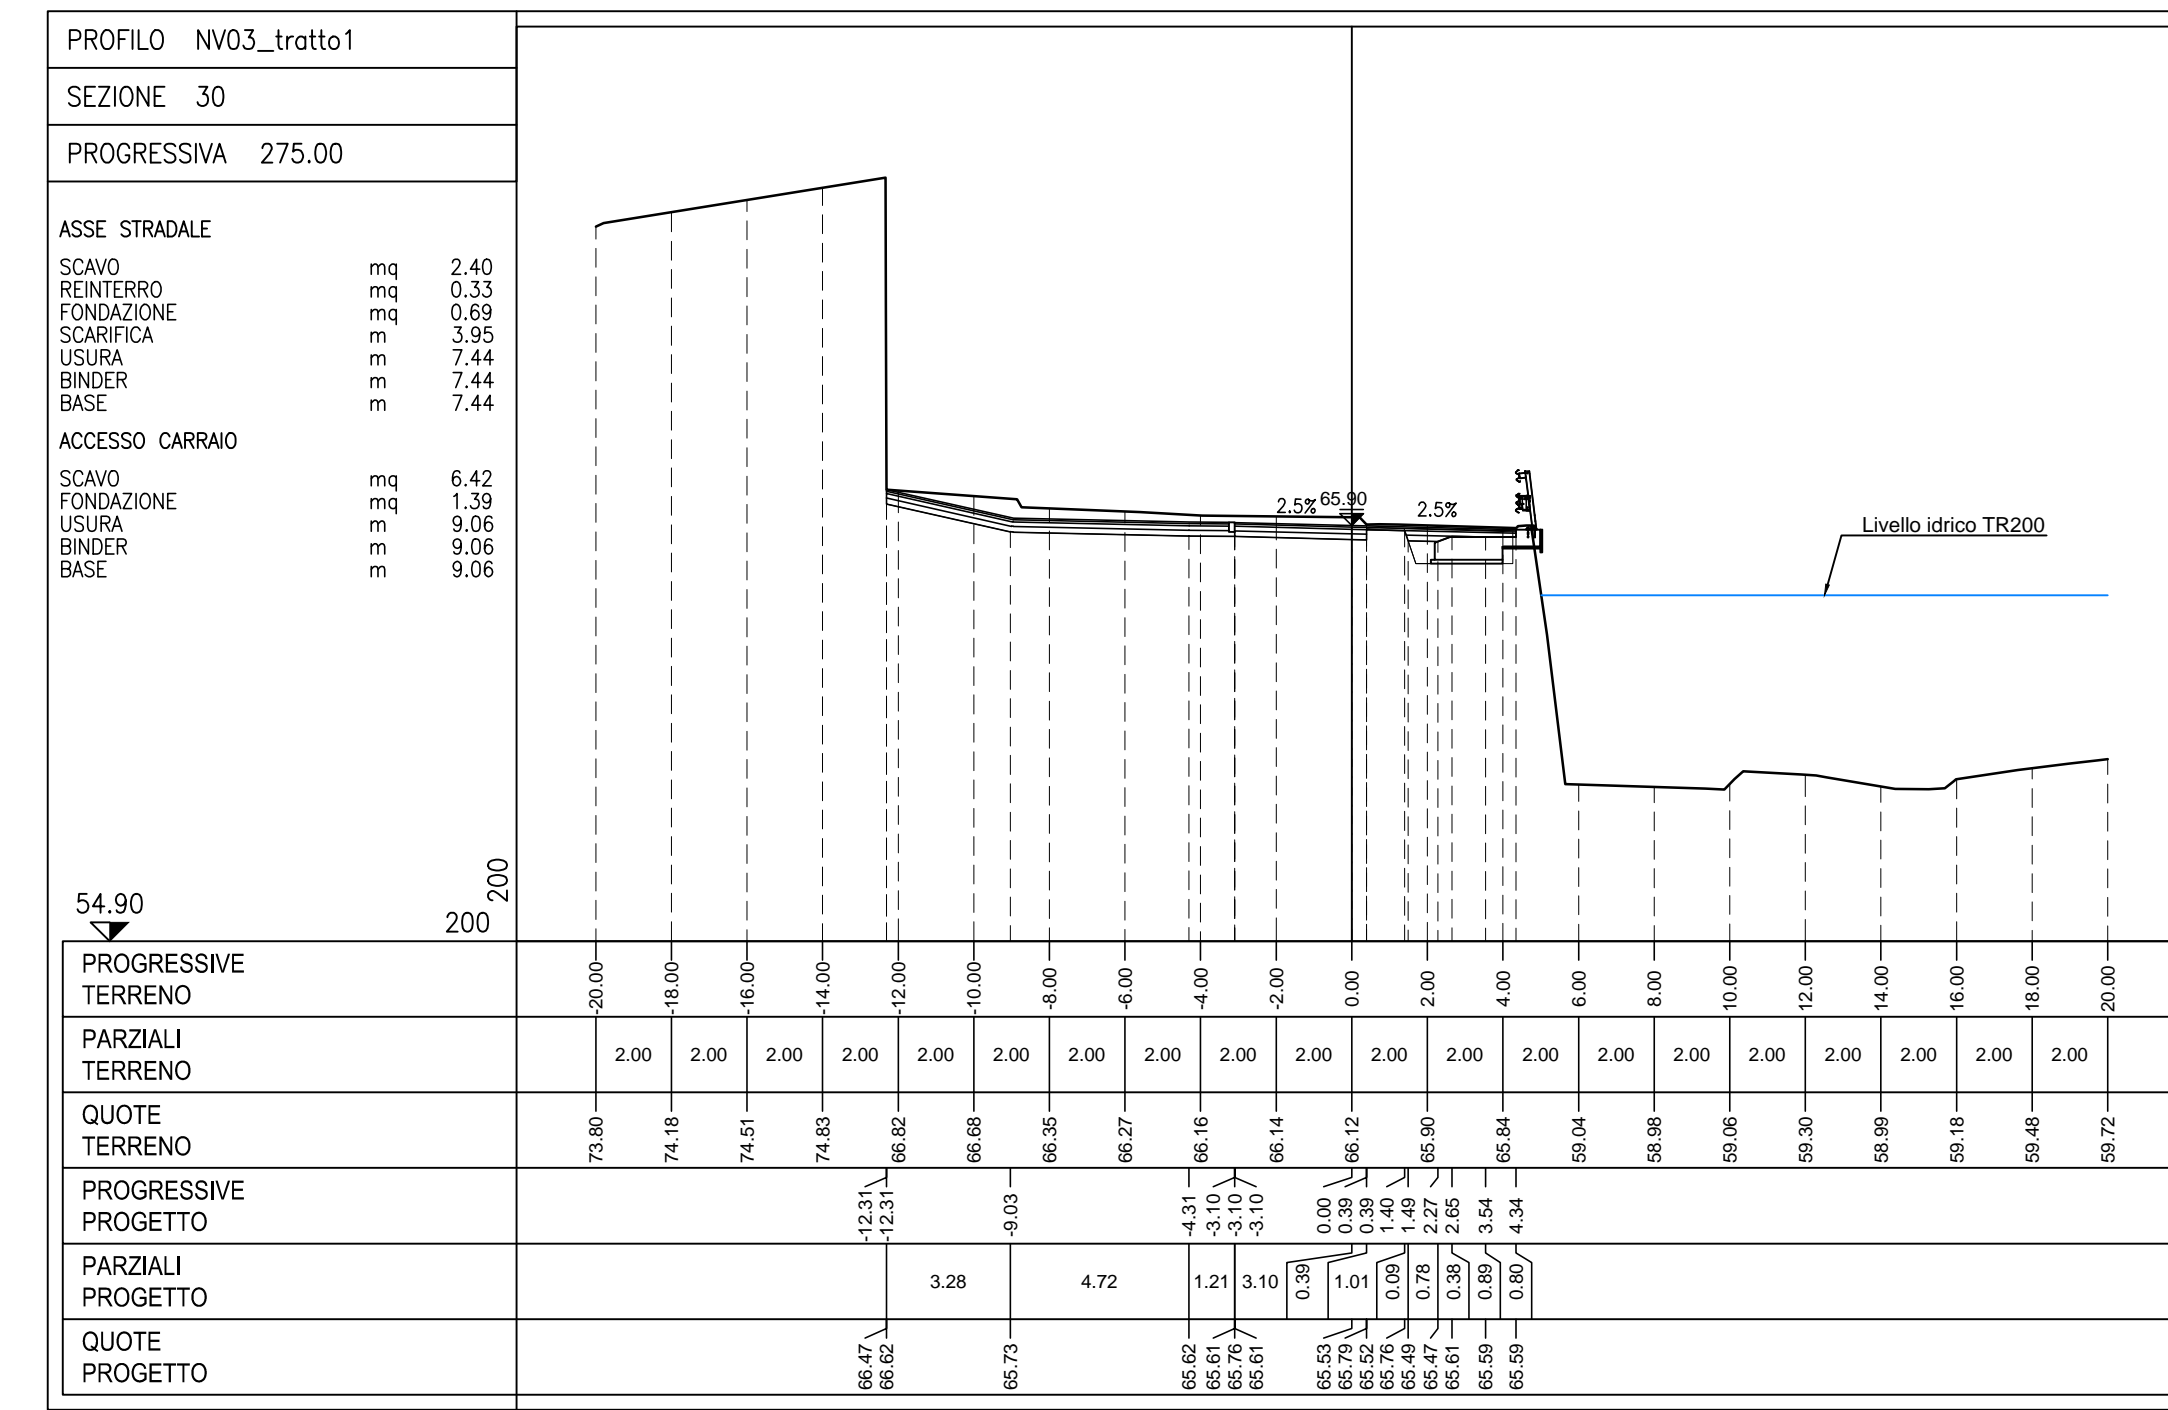 PROFILO NV03_tratto1
SEZIONE 30
PROGRESSIVA 275.00
ASSE STRADALE
SCAVO mq 2.40
REINTERRO mq 0.33
FONDAZIONE mq 0.69
SCARIFICA m 3.95
USURA m 7.44
BINDER m 7.44
BASE m 7.44
ACCESSO CARRAIO
SCAVO mq 6.42
FONDAZIONE mq 1.39
USURA m 9.06
BINDER m 9.06
BASE m 9.06
2.5% 65.90 2.5%
Livello idrico TR200
54.90
200
200
PROGRESSIVE
TERRENO
-20.00 -18.00 -16.00 -14.00 -12.00 -10.00 -8.00 -6.00 -4.00 -2.00 0.00 2.00 4.00 6.00 8.00 10.00 12.00 14.00 16.00 18.00 20.00
PARZIALI
TERRENO
2.00 2.00 2.00 2.00 2.00 2.00 2.00 2.00 2.00 2.00 2.00 2.00 2.00 2.00 2.00 2.00 2.00 2.00 2.00 2.00
QUOTE
TERRENO
73.80 74.18 74.51 74.83 66.82 66.68 66.35 66.27 66.16 66.14 66.12 65.90 65.84 59.04 58.98 59.06 59.30 58.99 59.18 59.48 59.72
PROGRESSIVE
PROGETTO
-12.31 -12.31 -9.03 -4.31 -3.10 -3.10 -3.10 0.00 0.39 0.39 1.40 1.49 2.27 2.65 3.54 4.34
PARZIALI
PROGETTO
3.28 4.72 1.21 3.10 0.39 1.01 0.09 0.78 0.38 0.89 0.80
QUOTE
PROGETTO
66.47 66.62 65.73 65.62 65.61 65.76 65.61 65.53 65.79 65.52 65.76 65.49 65.47 65.61 65.59 65.59